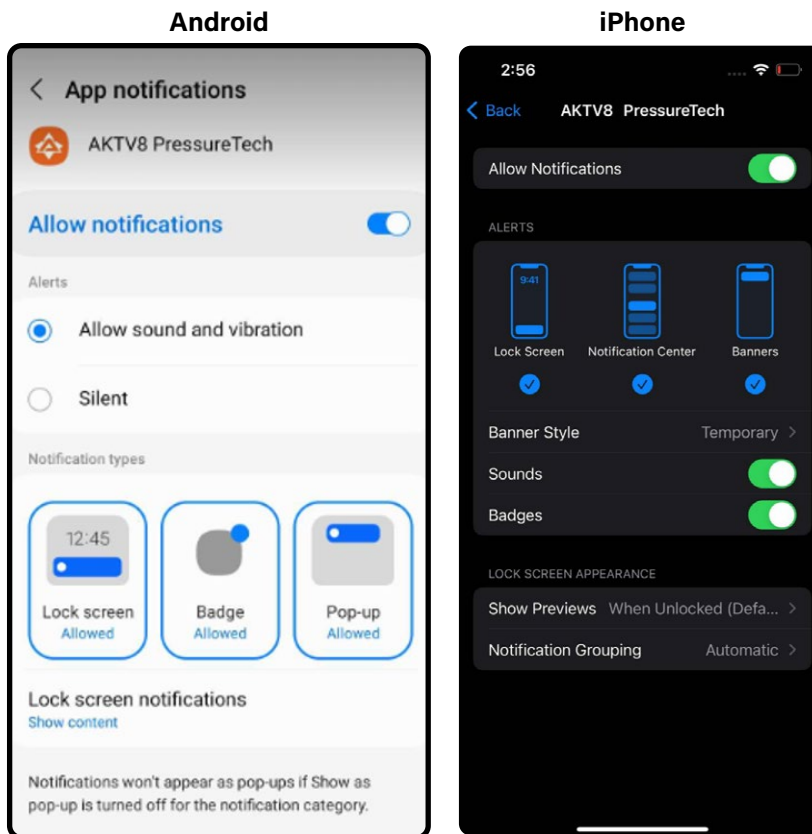 Android
App notifications
AKTV8 PressureTech
Allow notifications
Alerts
Allow sound and vibration
Silent
Notification types
12:45
Lock screen
Allowed
Badge
Allowed
Pop-up
Allowed
Lock screen notifications
Show content
Notifications won't appear as pop-ups if Show as
pop-up is turned off for the notification category.
iPhone
2:56
Back
AKTV8 PressureTech
Allow Notifications
ALERTS
9:41
Lock Screen
Notification Center
Banners
Banner Style Temporary
Sounds
Badges
LOCK SCREEN APPEARANCE
Show Previews When Unlocked (Defa...
Notification Grouping Automatic